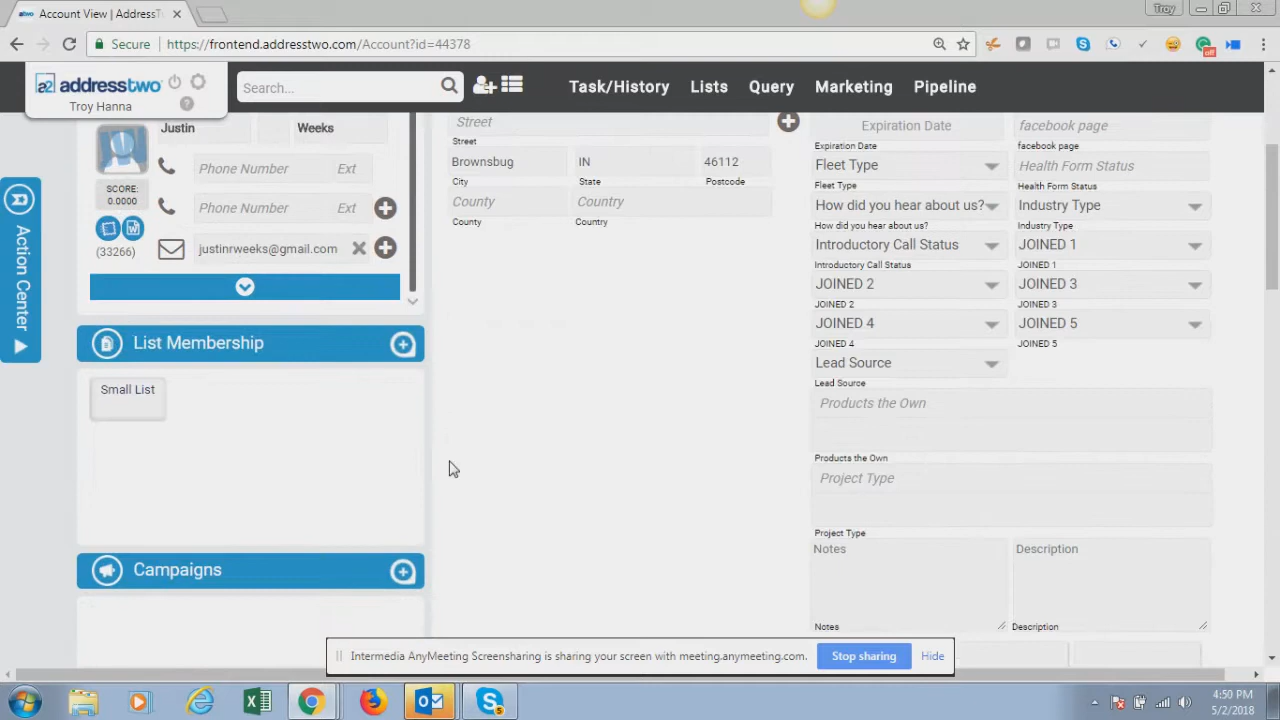 Account View | AddressT
Troy
Secure
https://frontend.addresstwo.com/Account?id=44378
off
a2 addresstwo
Troy Hanna
?
Search...
Task/History
Lists
Query
Marketing
Pipeline
Action Center
Justin
Weeks
Phone Number
Ext
SCORE:
0.0000
Phone Number
Ext
(33266)
justinrweeks@gmail.com
List Membership
Small List
Campaigns
Street
Street
Brownsbug
IN
46112
City
State
Postcode
County
Country
County
Country
Expiration Date
facebook page
Expiration Date
facebook page
Fleet Type
Health Form Status
Fleet Type
Health Form Status
How did you hear about us?
Industry Type
How did you hear about us?
Industry Type
Introductory Call Status
JOINED 1
Introductory Call Status
JOINED 1
JOINED 2
JOINED 3
JOINED 2
JOINED 3
JOINED 4
JOINED 5
JOINED 4
JOINED 5
Lead Source
Lead Source
Products the Own
Products the Own
Project Type
Project Type
Notes
Description
Notes
Description
Intermedia AnyMeeting Screensharing is sharing your screen with meeting.anymeeting.com.
Stop sharing
Hide
4:50 PM
5/2/2018